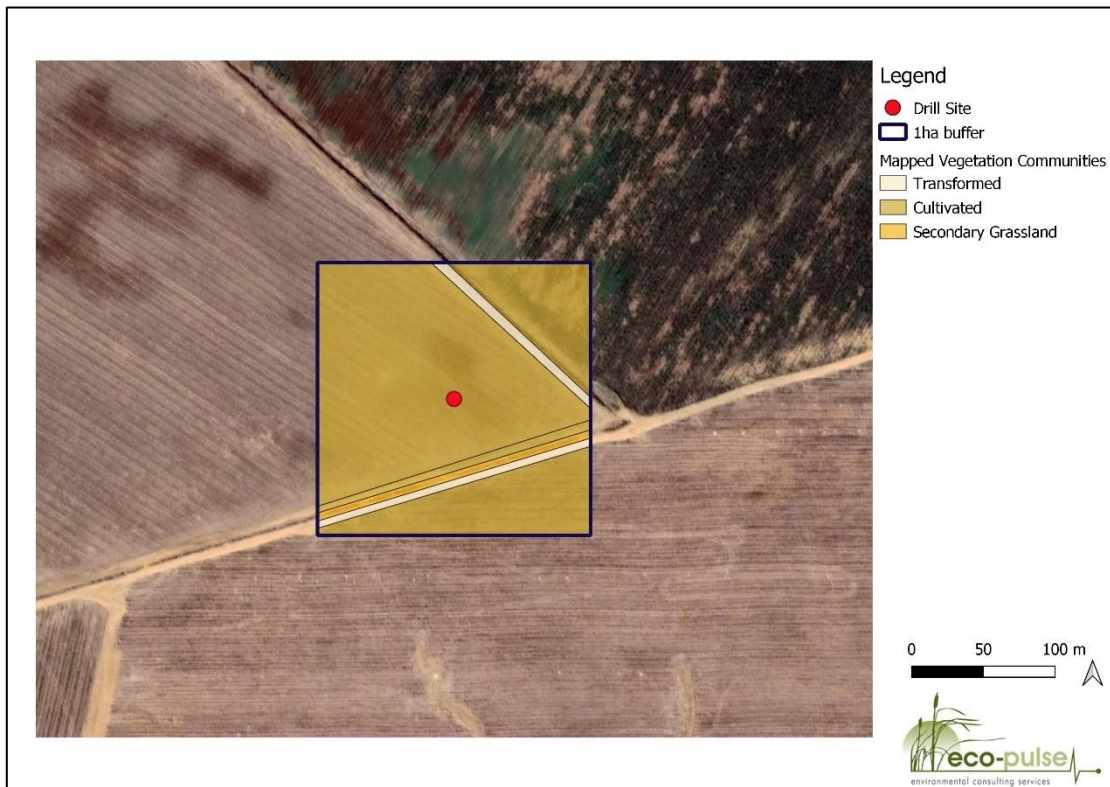 Legend
Drill Site
1ha buffer
Mapped Vegetation Communities
Transformed
Cultivated
Secondary Grassland
0 50 100 m
eco-pulse
environmental consulting services